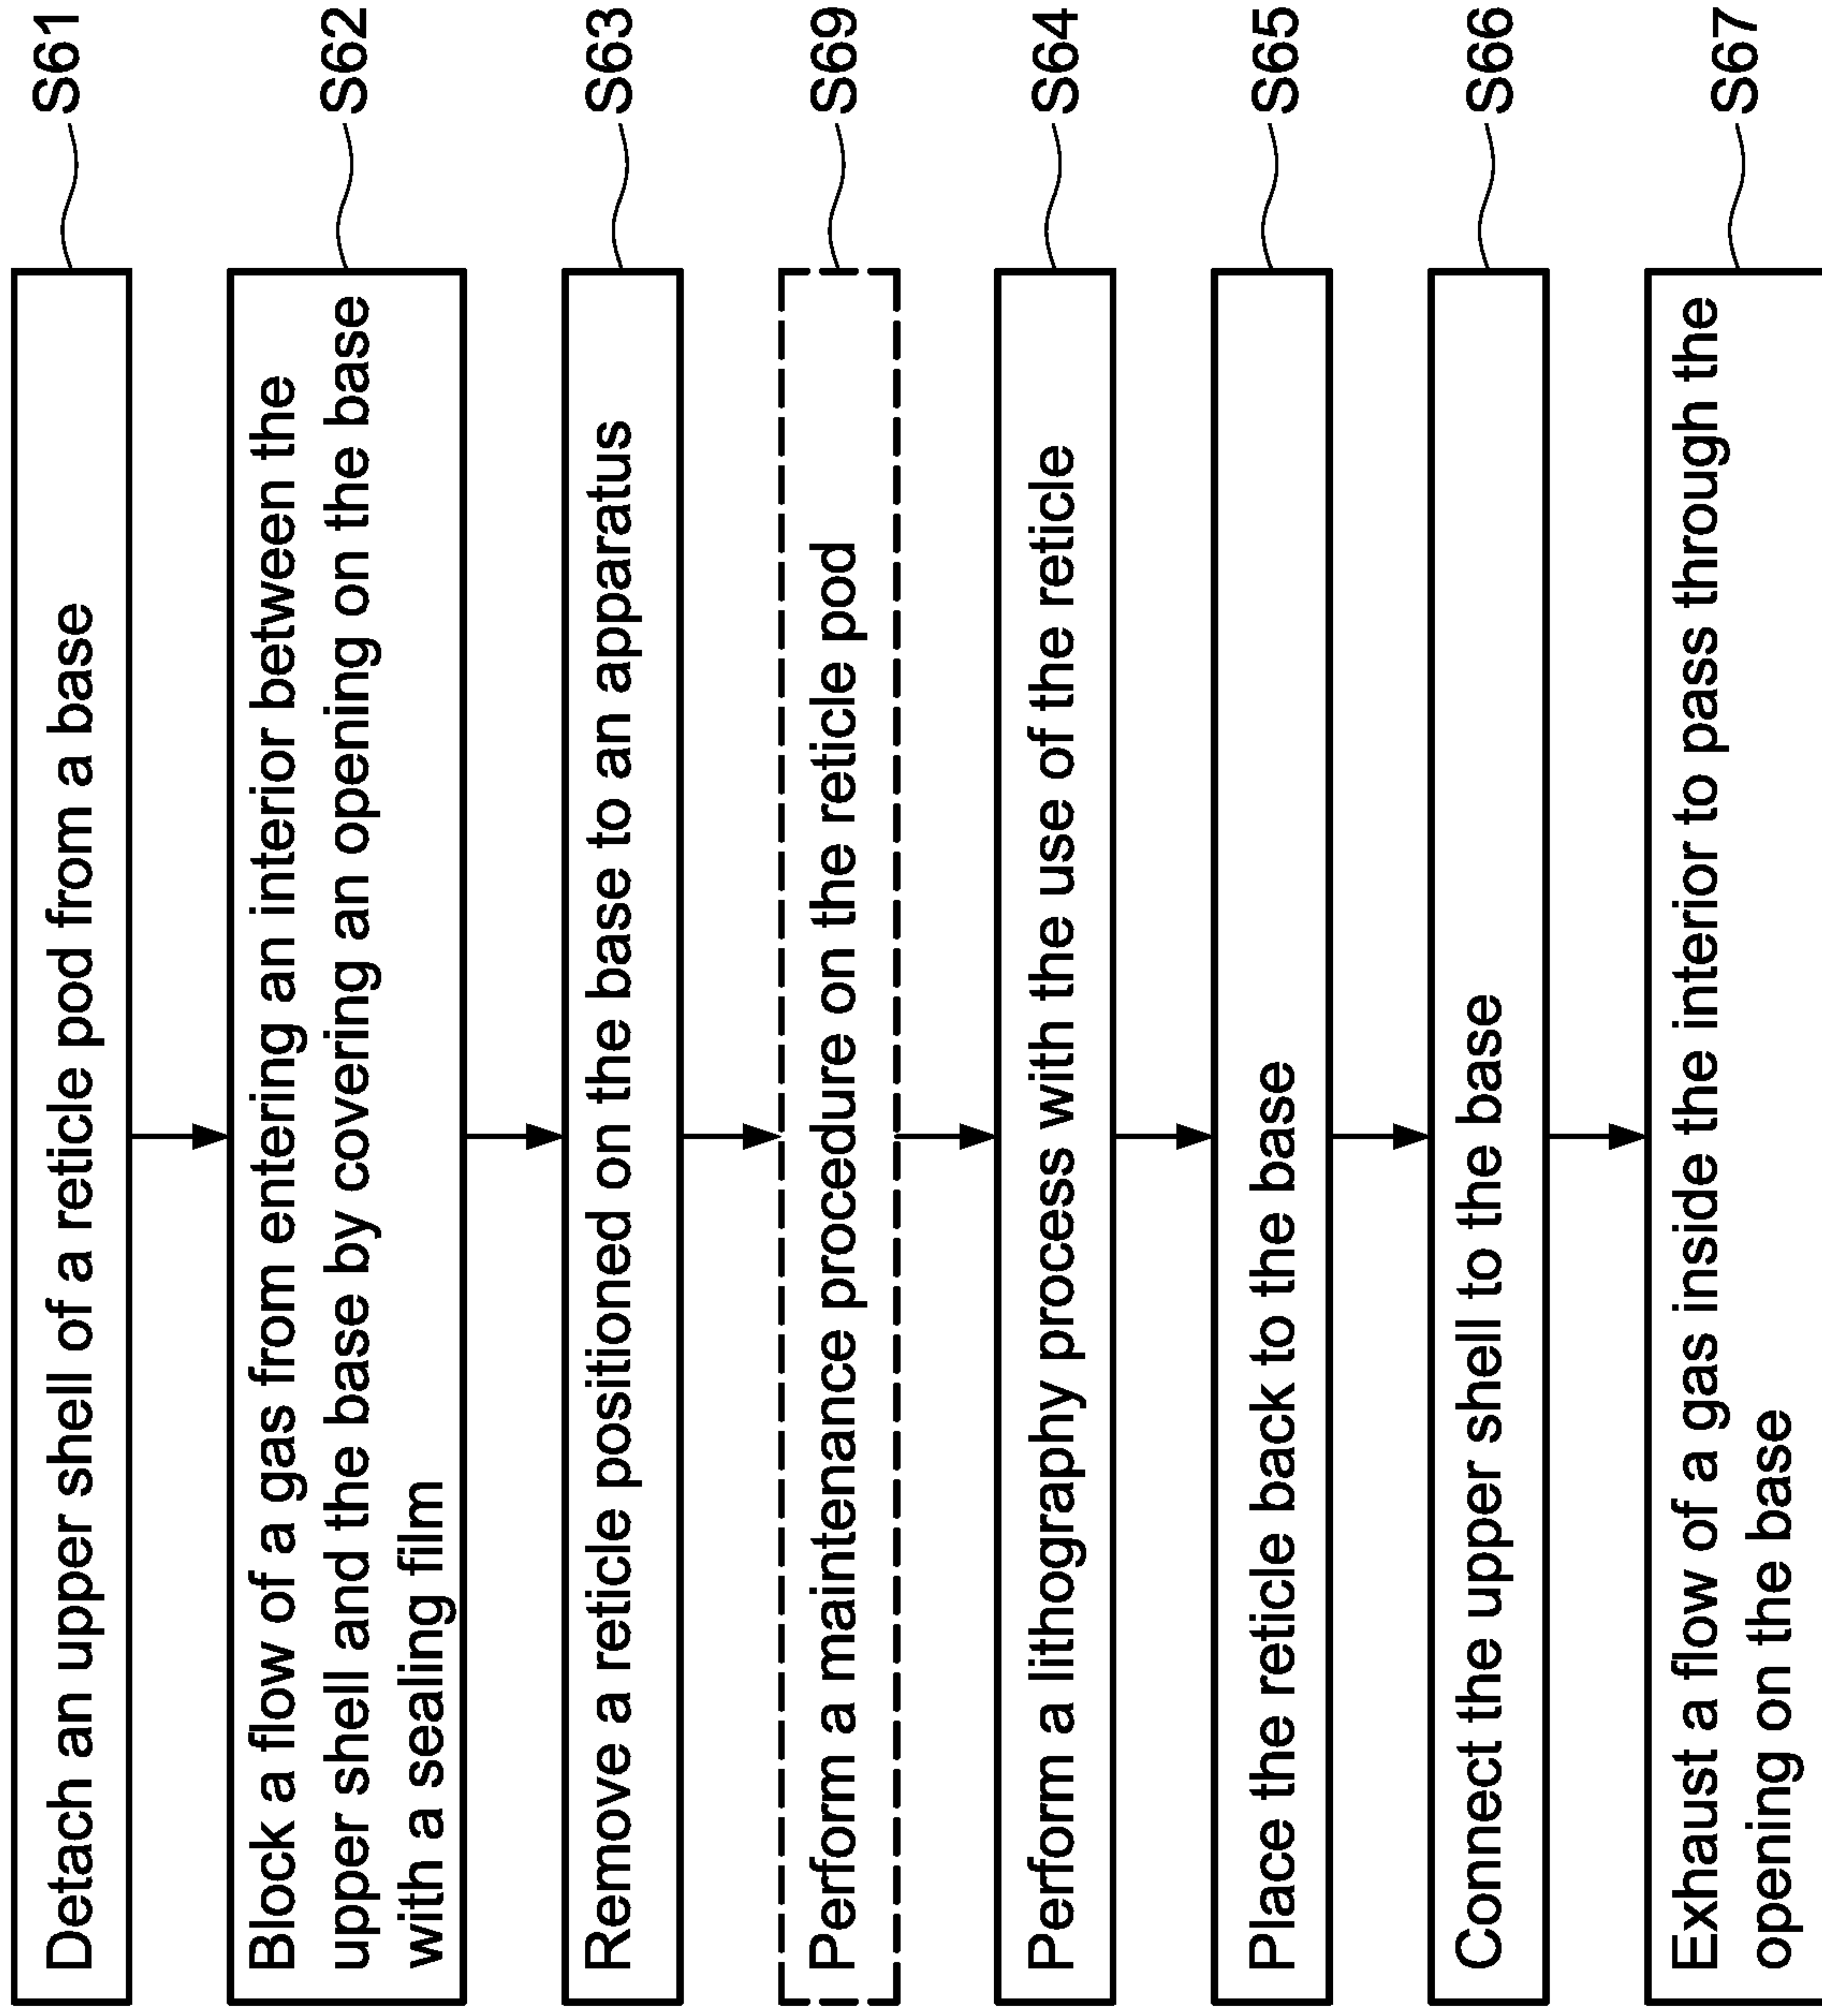 Detach an upper shell of a reticle pod from a base
S61
Block a flow of a gas from entering an interior between the
upper shell and the base by covering an opening on the base
with a sealing film
S62
Remove a reticle positioned on the base to an apparatus
S63
Perform a maintenance procedure on the reticle pod
S69
Perform a lithography process with the use of the reticle
S64
Place the reticle back to the base
S65
Connect the upper shell to the base
S66
Exhaust a flow of a gas inside the interior to pass through the
opening on the base
S67